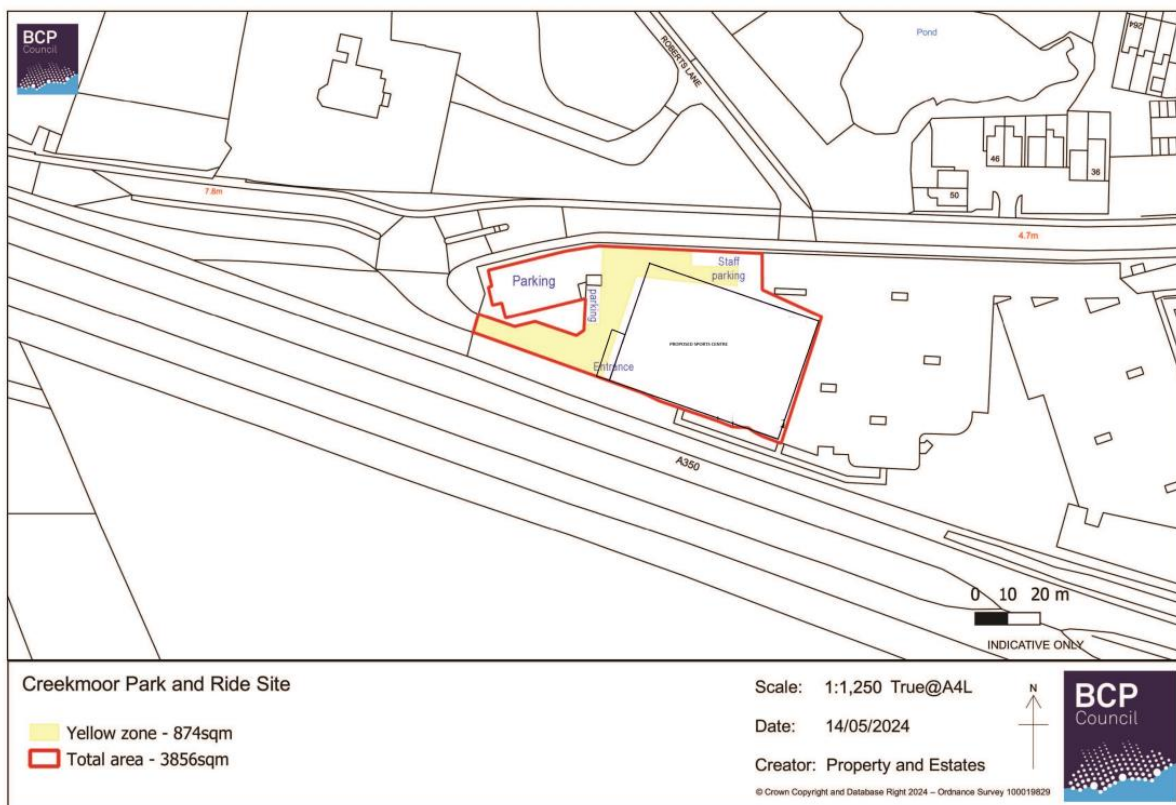 BCP
Council
264
Pond
ROBERTS LANE
46
36
50
7.6m
4.7m
Parking
parking
Staff
parking
PROPOSED SPORTS CENTRE
Entrance
A350
0 10 20 m
INDICATIVE ONLY
Creekmoor Park and Ride Site
Yellow zone - 874sqm
Total area - 3856sqm
Scale: 1:1,250 True@A4L
Date: 14/05/2024
Creator: Property and Estates
N
© Crown Copyright and Database Right 2024 – Ordnance Survey 100019829
BCP
Council